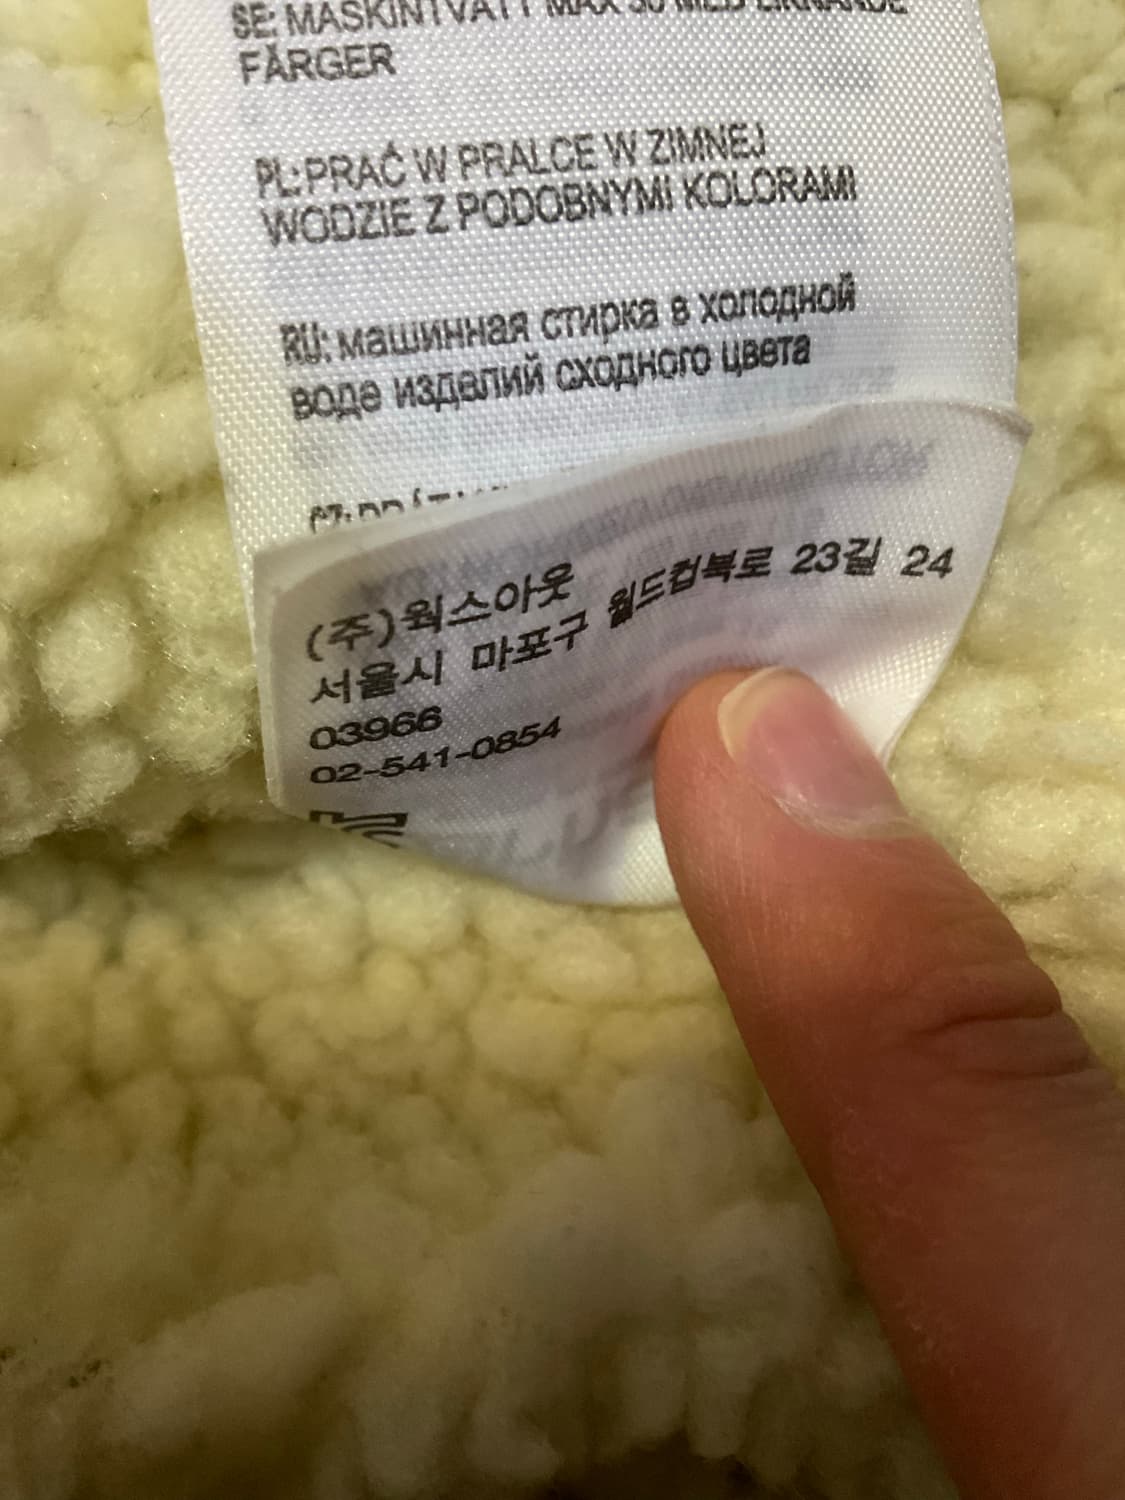 SE: MASKINTVÄTT MAX 30 MED LIKNANDE
FÄRGER
PL:PRAĆ W PRALCE W ZIMNEJ
WODZIE Z PODOBNYMI KOLORAMI
RU: машинная стирка в холодной
воде изделий сходного цвета
(주)웍스아웃
서울시 마포구 월드컵북로 23길 24
03966
02-541-0854